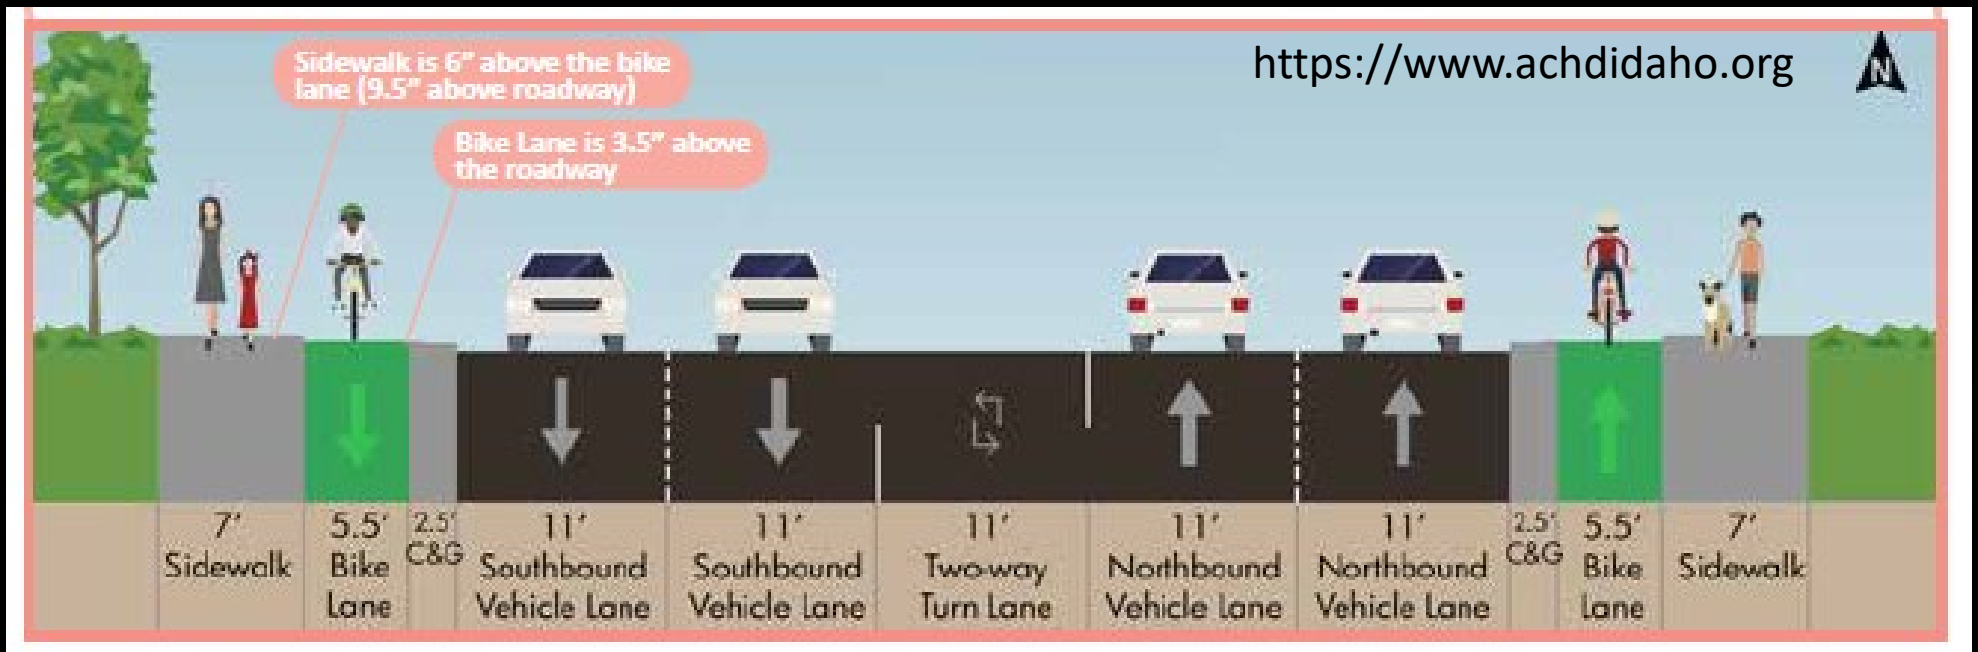 Sidewalk is 6” above the bike
lane (9.5” above roadway)
https://www.achdidaho.org
N
Bike Lane is 3.5” above
the roadway
7’
Sidewalk
5.5’
Bike
Lane
2.5’
C&G
11’
Southbound
Vehicle Lane
11’
Southbound
Vehicle Lane
11’
Two-way
Turn Lane
11’
Northbound
Vehicle Lane
11’
Northbound
Vehicle Lane
2.5’
C&G
5.5’
Bike
Lane
7’
Sidewalk